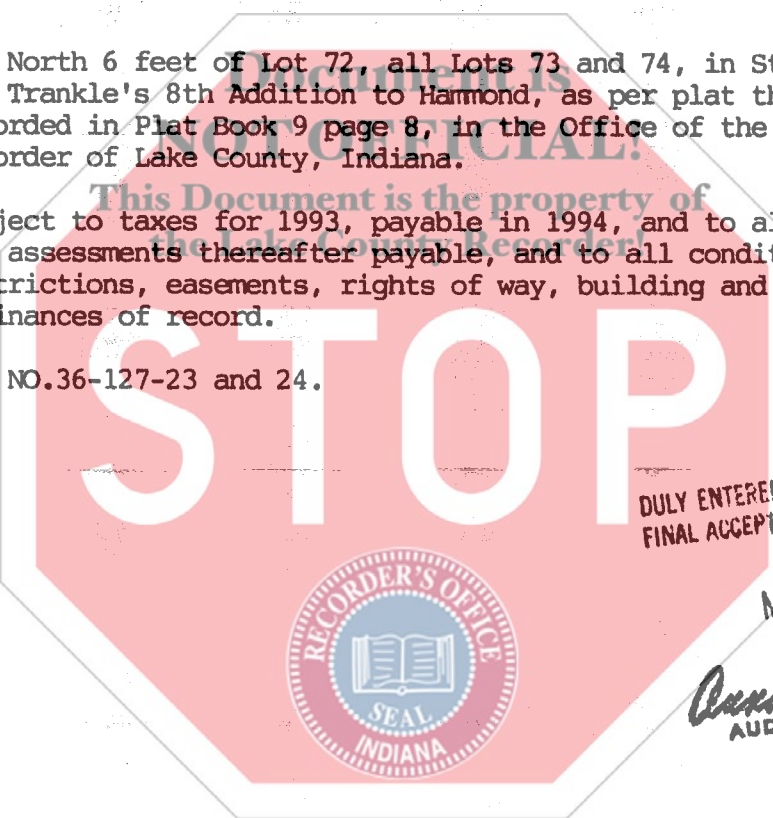 North 6 feet of Lot 72, all Lots 73 and 74, in St
Trankle's 8th Addition to Hammond, as per plat th
orded in Plat Book 9 page 8, in the Office of the
order of Lake County, Indiana.
Document is
NOT OFFICIAL!
This Document is the property of
the Lake County Recorder!
ject to taxes for 1993, payable in 1994, and to al
assessments thereafter payable, and to all condit
trictions, easements, rights of way, building and
inances of record.
NO.36-127-23 and 24.
STOP
DULY ENTERE
FINAL ACCEPT
RECORDER'S OFFICE
SEAL
INDIANA
AUD